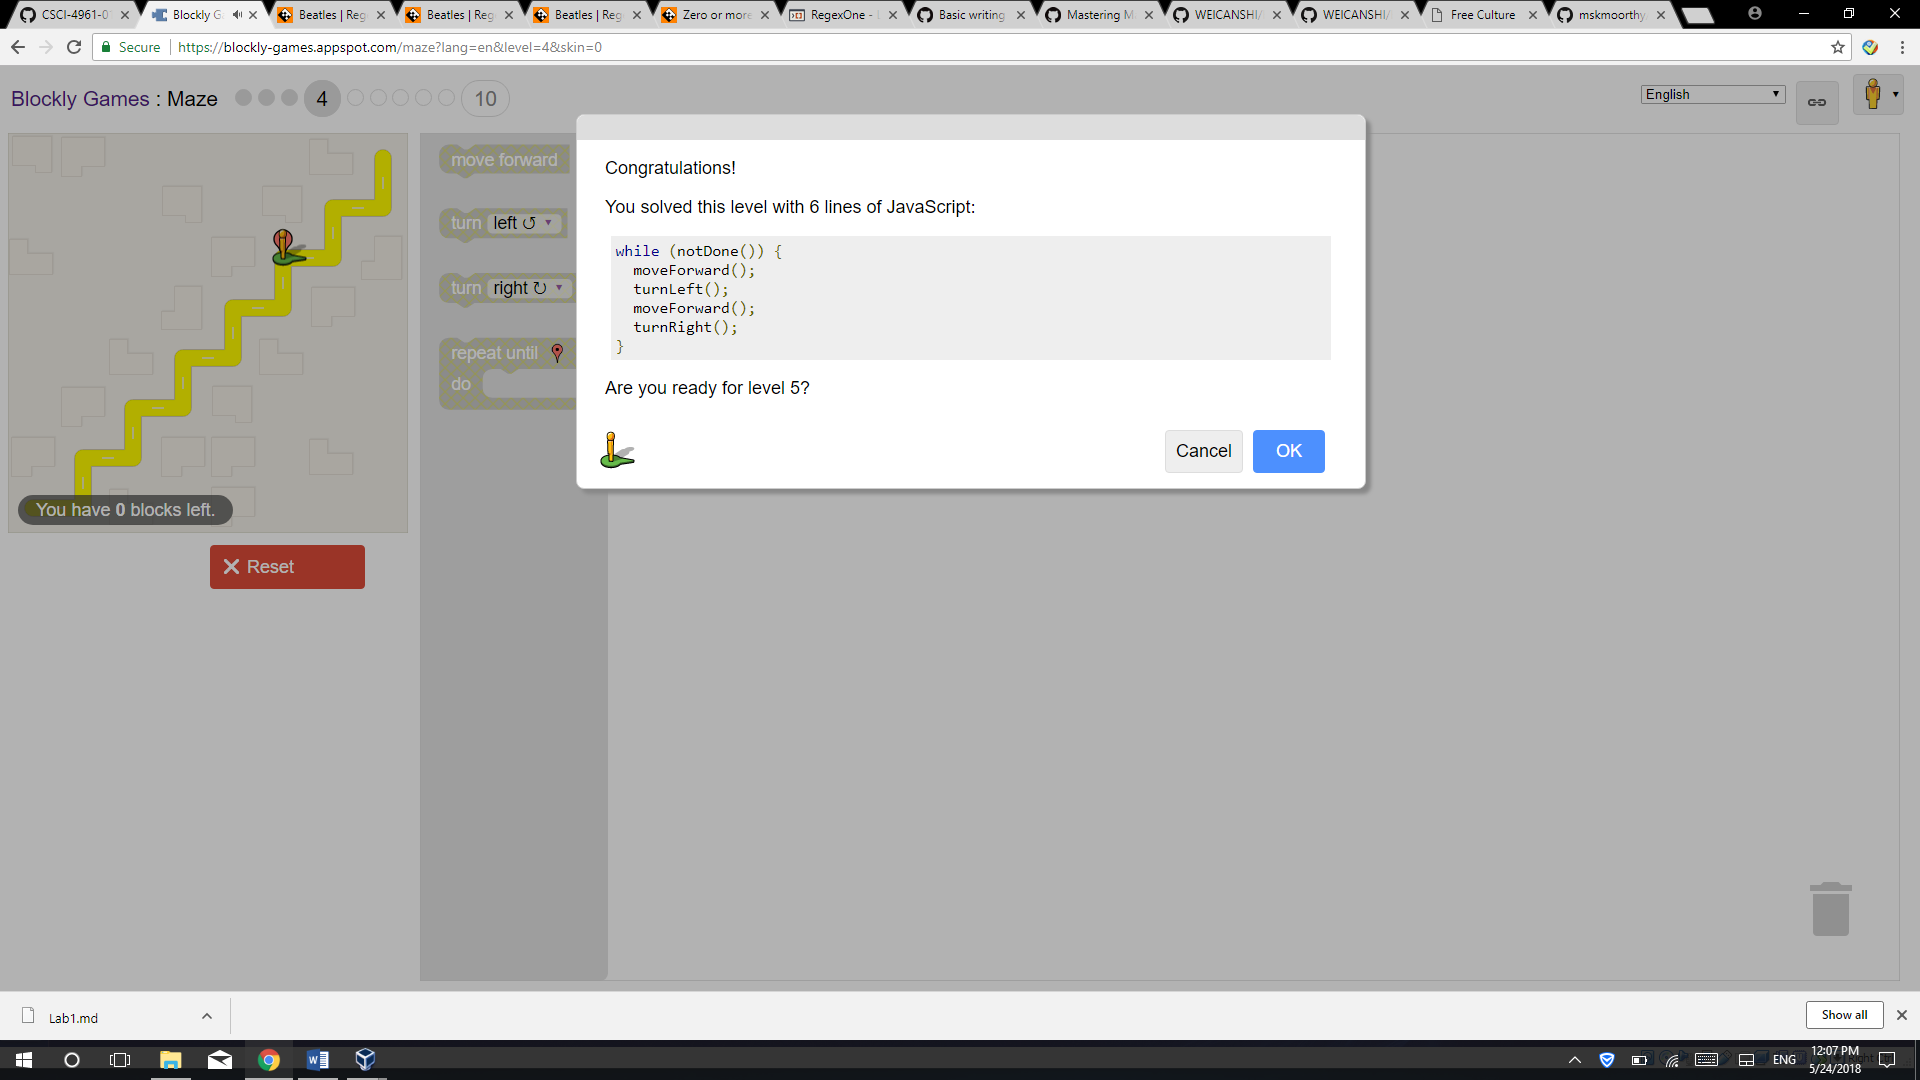 CSCI-4961-0
Blockly G
Beatles | Reg
Beatles | Reg
Beatles | Reg
Zero or more
RegexOne -
Basic writing
Mastering M
WEICANSHI/
WEICANSHI/
Free Culture
mskmoorthy
Secure https://blockly-games.appspot.com/maze?lang=en&level=4&skin=0
Blockly Games : Maze 4 10
English
move forward
turn left
turn right
repeat until
do
You have 0 blocks left.
Reset
Congratulations!
You solved this level with 6 lines of JavaScript:
while (notDone()) {
  moveForward();
  turnLeft();
  moveForward();
  turnRight();
}
Are you ready for level 5?
Cancel OK
Lab1.md
Show all
ENG
12:07 PM
5/24/2018